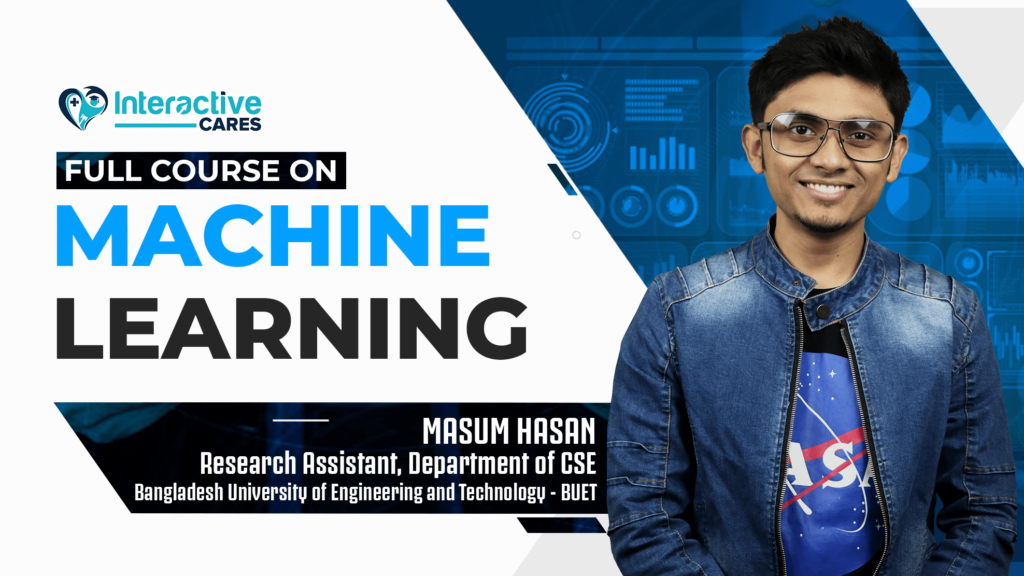 Interactive
CARES
FULL COURSE ON
MACHINE
LEARNING
MASUM HASAN
Research Assistant, Department of CSE
Bangladesh University of Engineering and Technology - BUET
ASA